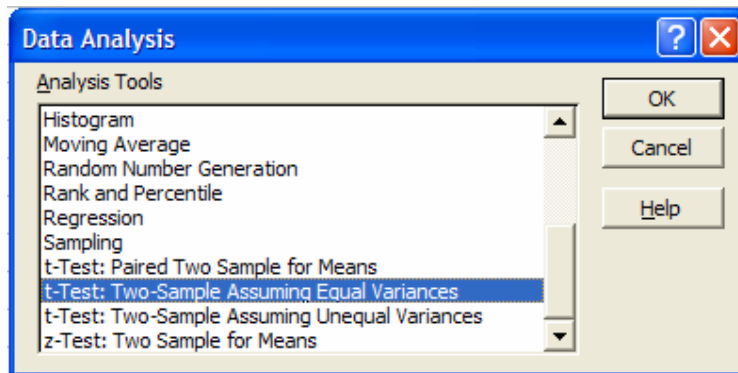 Data Analysis
?
Analysis Tools
Histogram
Moving Average
Random Number Generation
Rank and Percentile
Regression
Sampling
t-Test: Paired Two Sample for Means
t-Test: Two-Sample Assuming Equal Variances
t-Test: Two-Sample Assuming Unequal Variances
z-Test: Two Sample for Means
OK
Cancel
Help